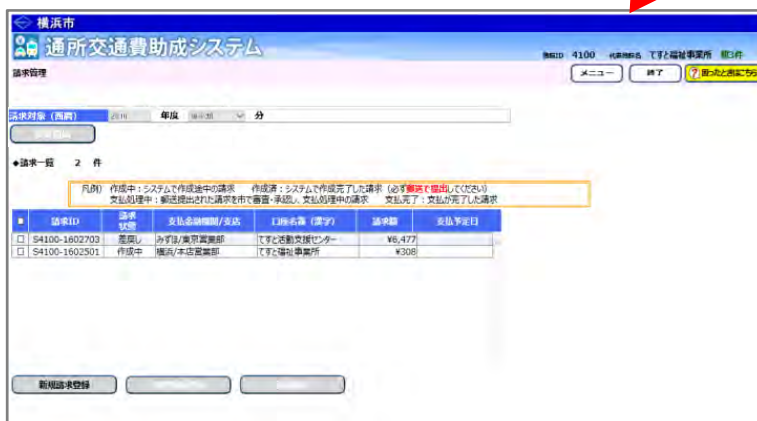 横浜市
通所交通費助成システム
4100 てすと福祉事業所
請求管理
メニュー 終了 ?困ったときはこちら
請求対象（西暦） 年度 分
◆請求一覧 2 件
凡例） 作成中：システムで作成途中の請求 作成済：システムで作成完了した請求（必ず郵送で提出してください）
支払処理中：郵送提出された請求を市で審査・承認し、支払処理中の請求 支払完了：支払が完了した請求
請求ID 請求状態 支払金融機関/支店 口座名義（漢字） 請求額 支払予定日
S4100-1602703 差戻し みずほ/東京営業部 てすと活動支援センター ¥6,477
S4100-1602501 作成中 横浜/本店営業部 てすと福祉事業所 ¥308
新規請求登録